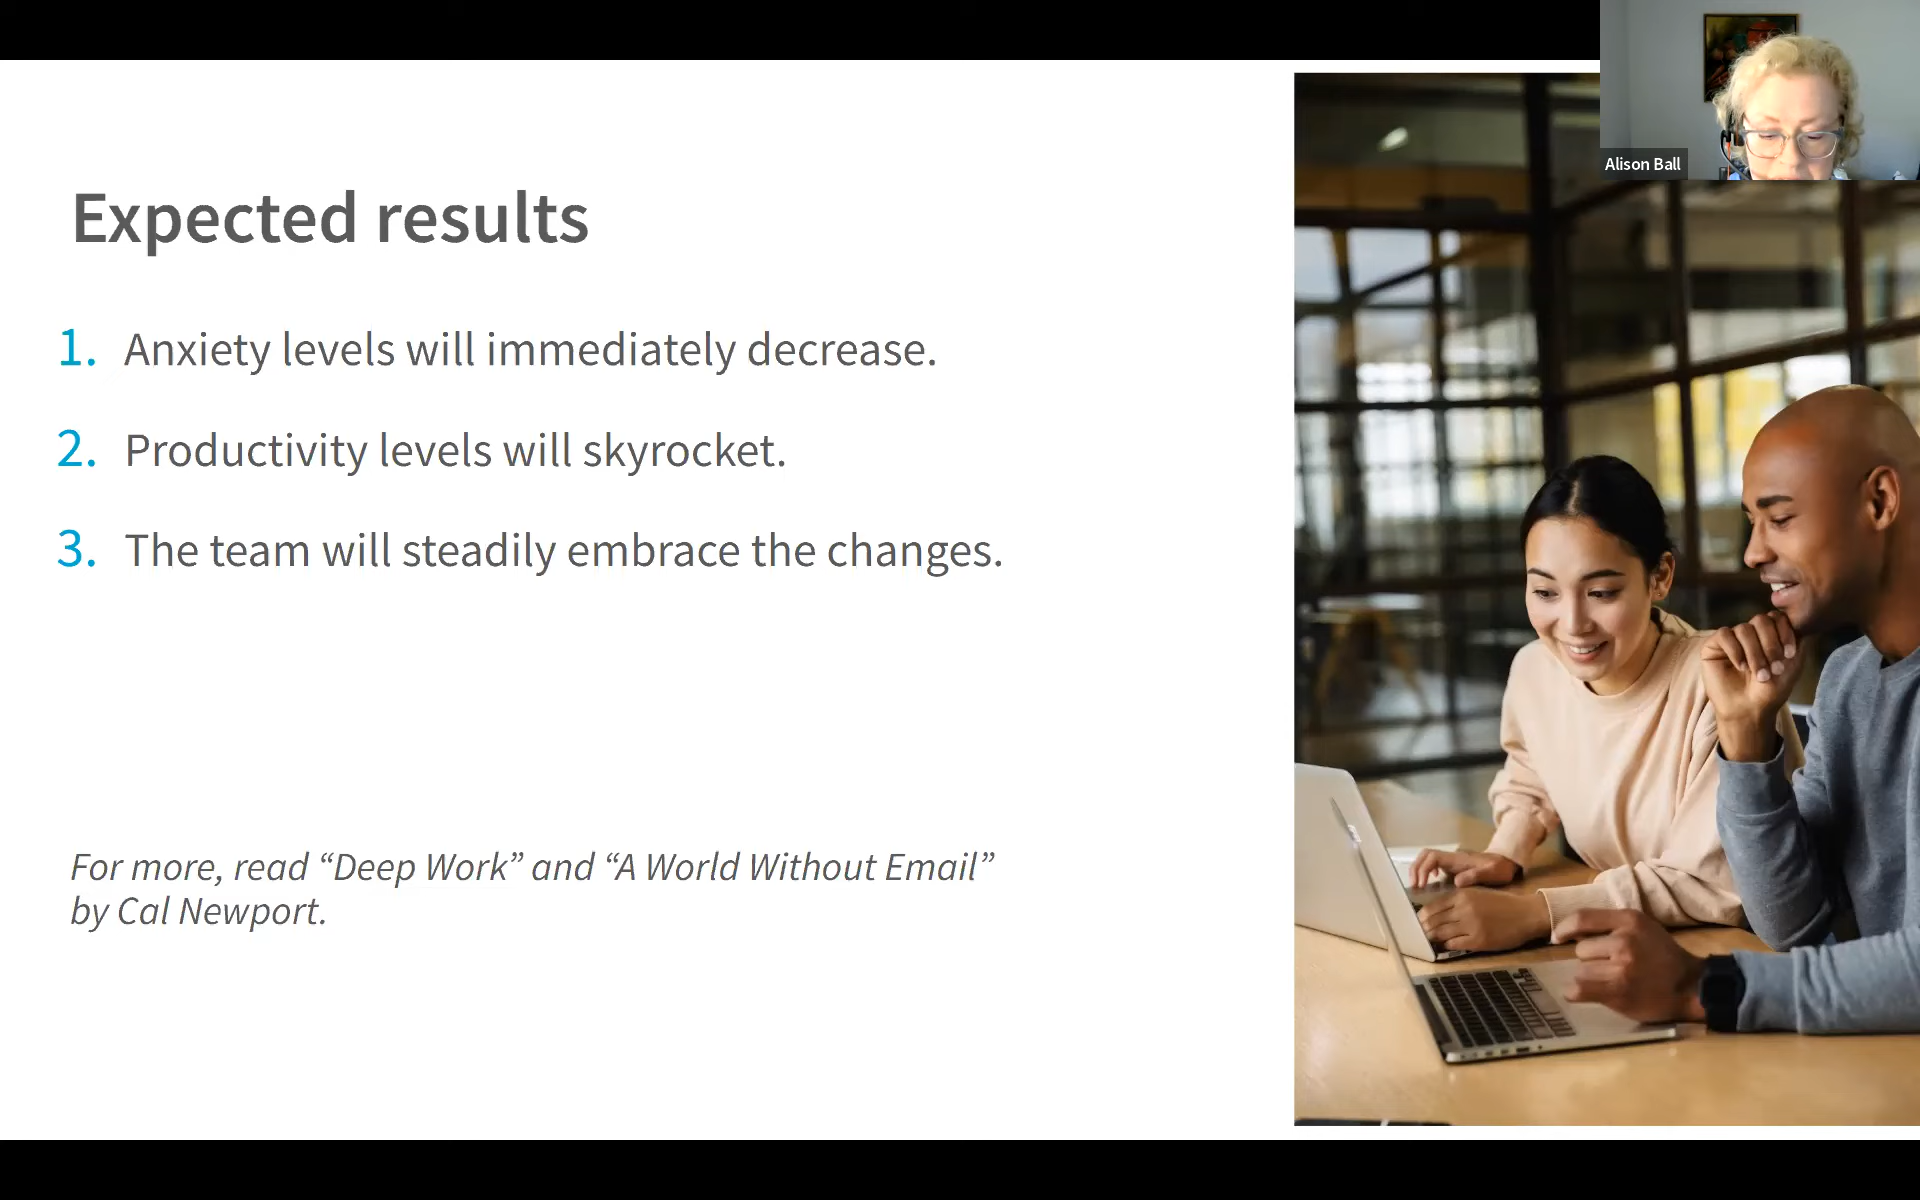 Alison Ball
Expected results
1. Anxiety levels will immediately decrease.
2. Productivity levels will skyrocket.
3. The team will steadily embrace the changes.
For more, read “Deep Work” and “A World Without Email”
by Cal Newport.